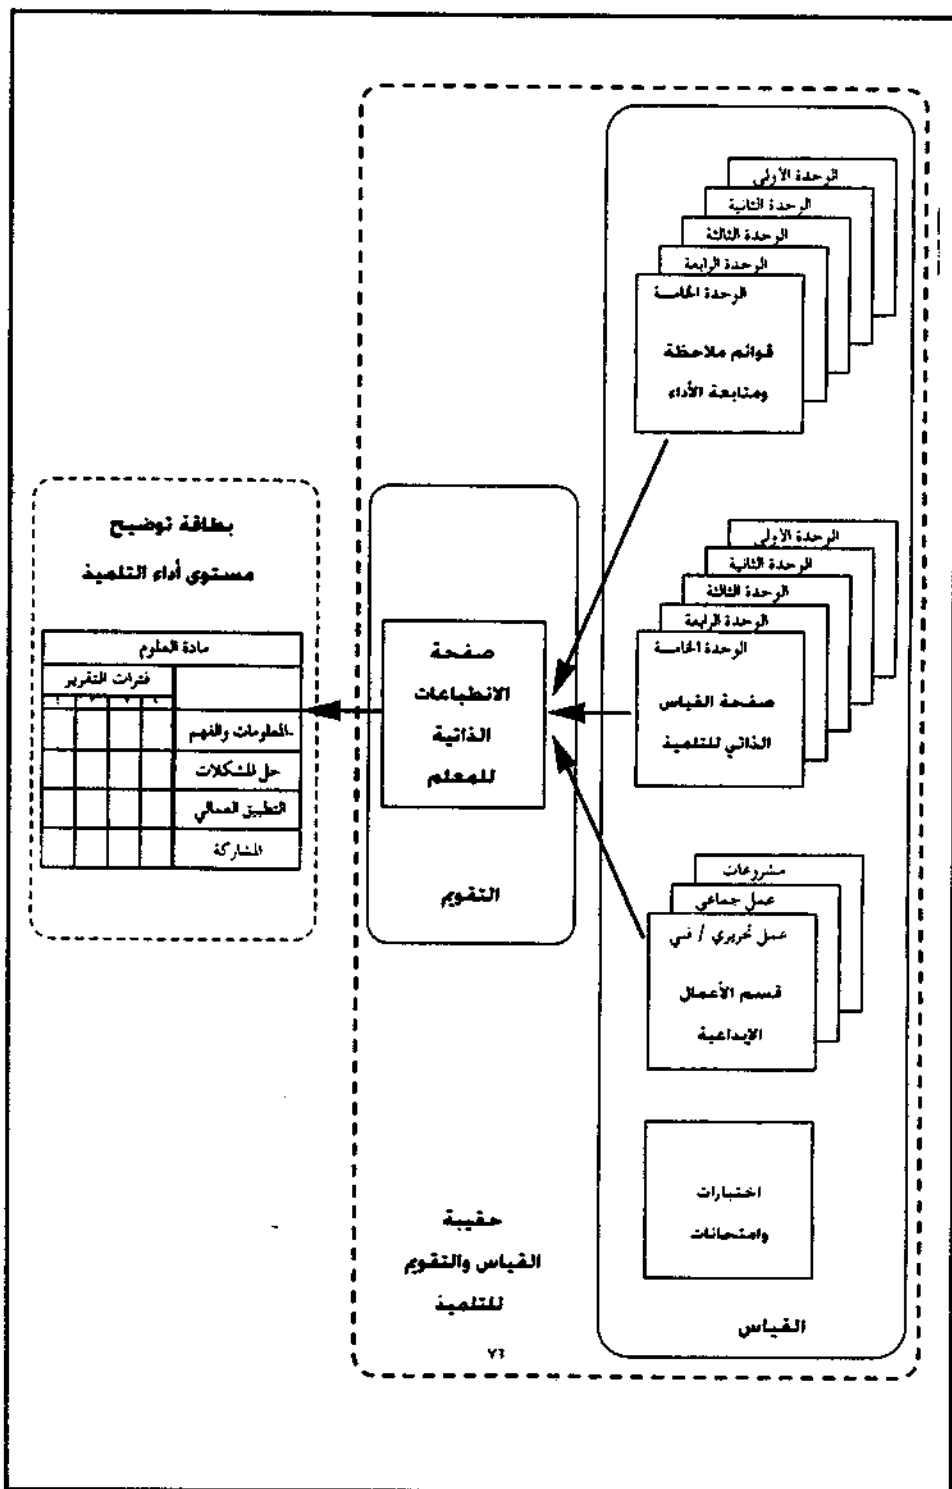 الوحدة الأولى
الوحدة الثانية
الوحدة الثالثة
الوحدة الرابعة
الوحدة الخامسة
قوائم ملاحظة
ومتابعة الأداء
الوحدة الأولى
الوحدة الثانية
الوحدة الثالثة
الوحدة الرابعة
الوحدة الخامسة
صفحة القياس
الذاتي للتلميذ
مشروعات
عمل جماعي
عمل تحريري / فني
قسم الأعمال
الإبداعية
اختبارات
وامتحانات
القياس
صفحة
الانطباعات
الذاتية
للمعلم
التقويم
حقيبة
القياس والتقويم
للتلميذ
٧٦
بطاقة توضيح
مستوى أداء التلميذ
مادة العلوم
فترات التقرير
المعلومات والفهم
حل المشكلات
التطبيق العملي
المشاركة